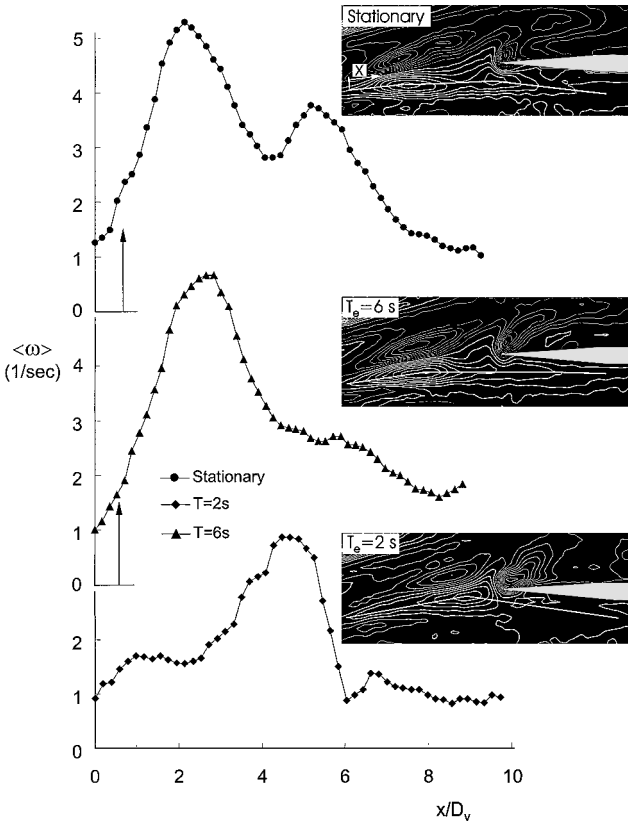 Stationary
X
5
4
3
2
1
0
Tₑ=6 s
<ω>
(1/sec)
4
3
2
1
0
Stationary
T=2s
T=6s
Tₑ=2 s
2
1
0
0 2 4 6 8 10
x/Dᵥ